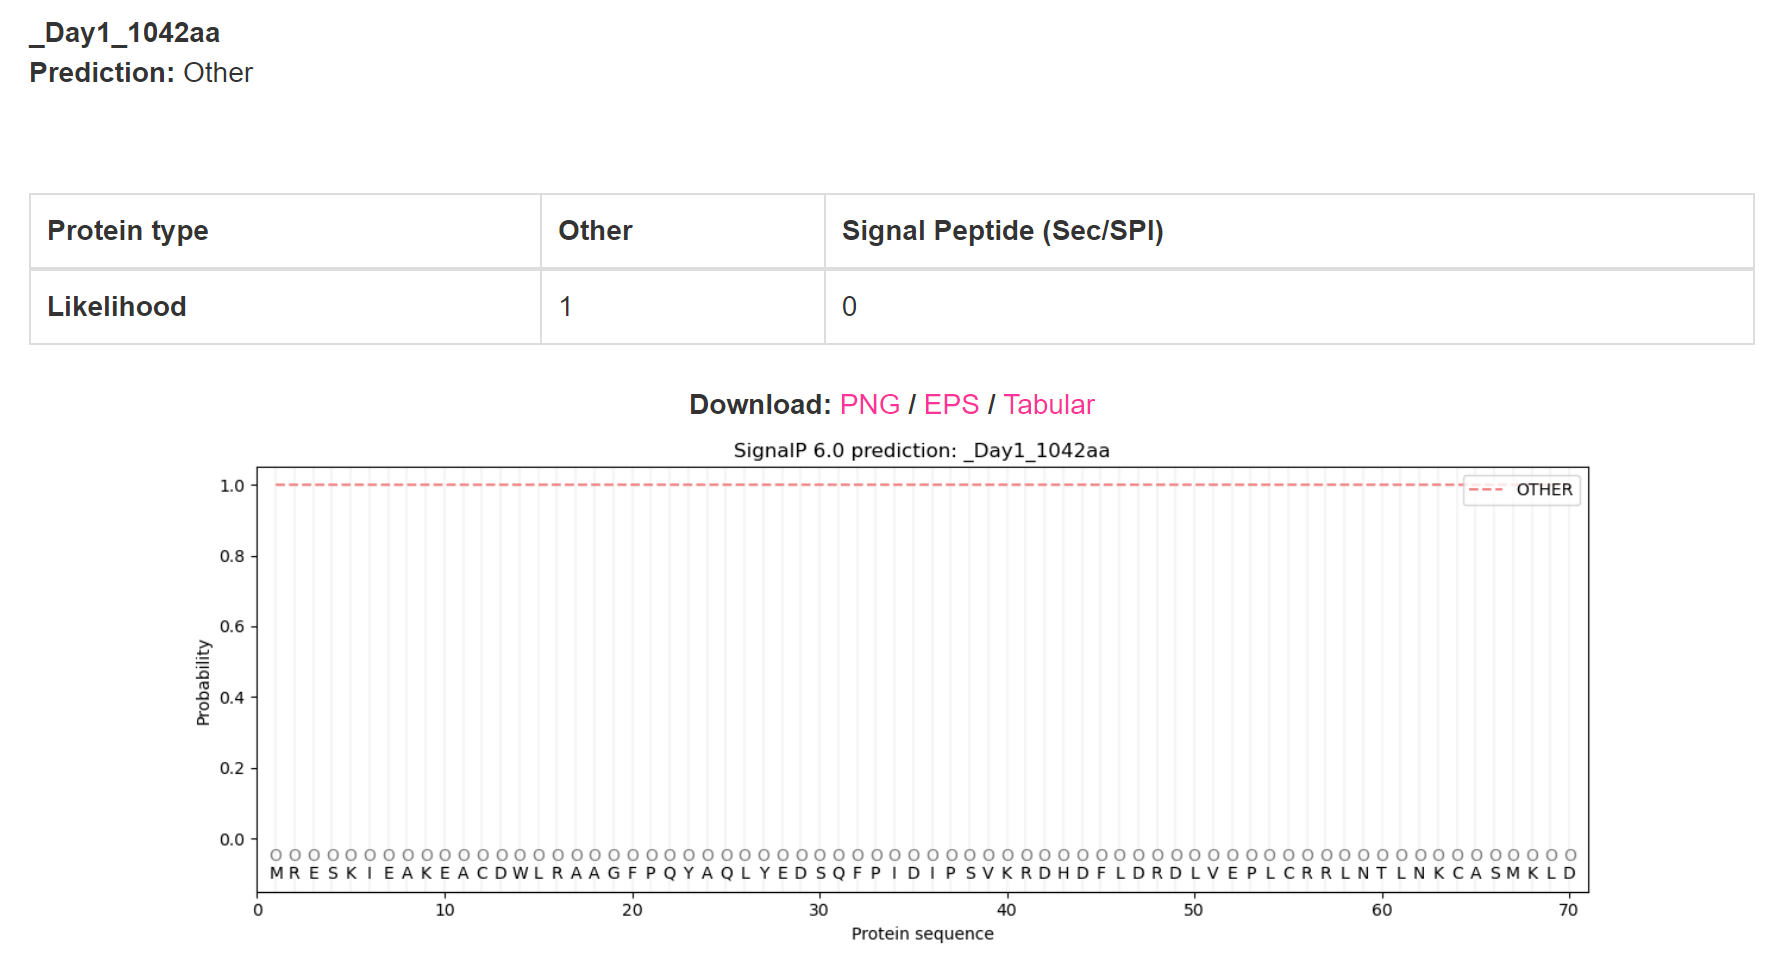 _Day1_1042aa
Prediction: Other
Protein type Other Signal Peptide (Sec/SPI)
Likelihood 1 0
Download: PNG / EPS / Tabular
SignalP 6.0 prediction: _Day1_1042aa
OTHER
1.0
0.8
0.6
0.4
0.2
0.0
Probability
O O O O O O O O O O O O O O O O O O O O O O O O O O O O O O O O O O O O O O O O O O O O O O O O O O O O O O O O O O O O O O O O O O O O O O
M R E S K I E A K E A C D W L R A A G F P Q Y A Q L Y E D S Q F P I D I P S V K R D H D F L D R D L V E P L C R R L N T L N K C A S M K L D
0 10 20 30 40 50 60 70
Protein sequence